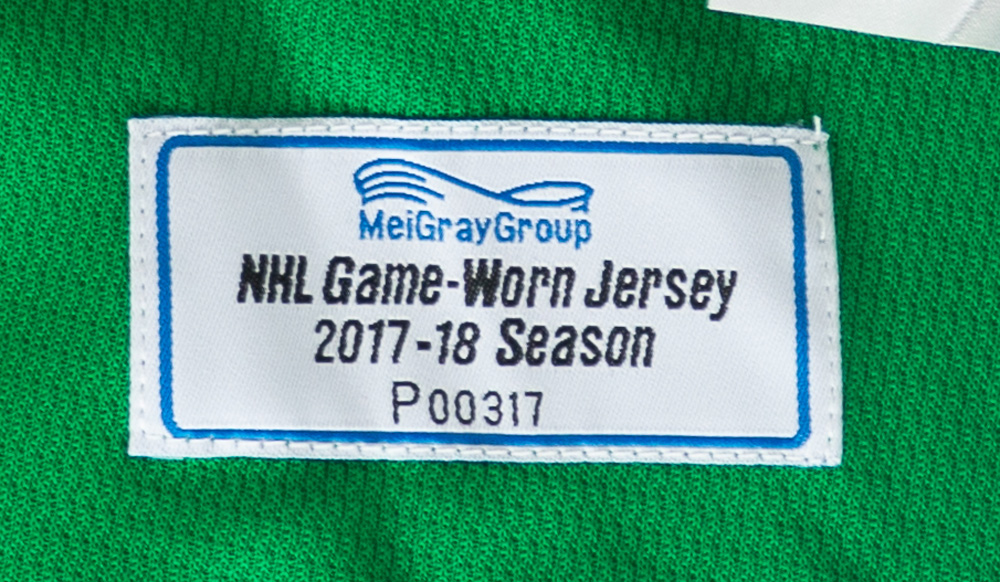 MeiGrayGroup
NHL Game-Worn Jersey
2017-18 Season
P00317